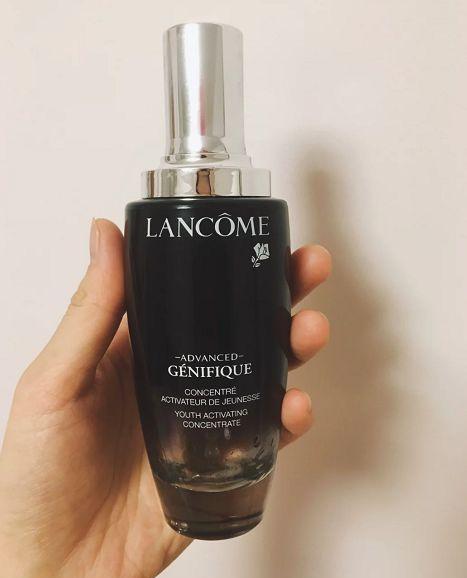 LANCÔME
–ADVANCED–
GÉNIFIQUE
CONCENTRÉ
ACTIVATEUR DE JEUNESSE
YOUTH ACTIVATING
CONCENTRATE